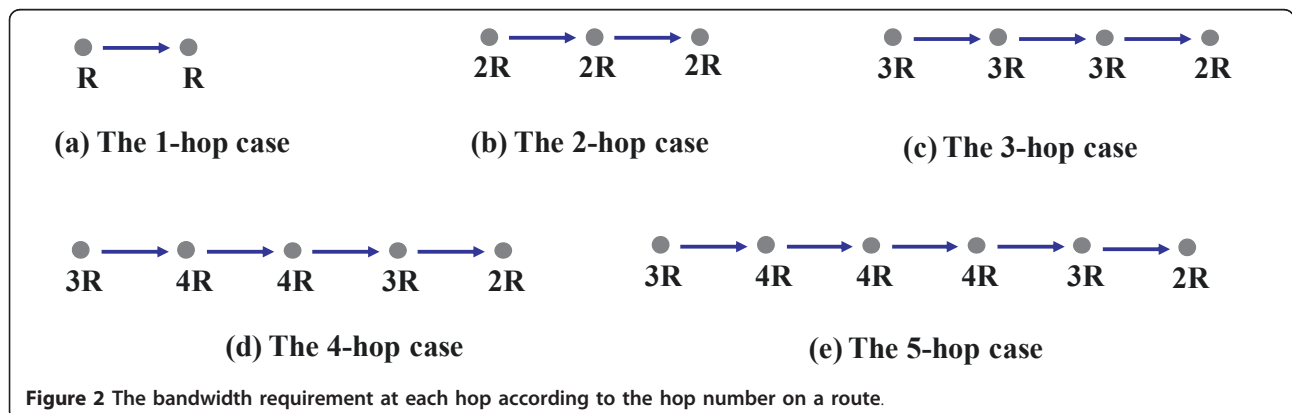 R R
(a) The 1-hop case
2R 2R 2R
(b) The 2-hop case
3R 3R 3R 2R
(c) The 3-hop case
3R 4R 4R 3R 2R
(d) The 4-hop case
3R 4R 4R 4R 3R 2R
(e) The 5-hop case
Figure 2 The bandwidth requirement at each hop according to the hop number on a route.